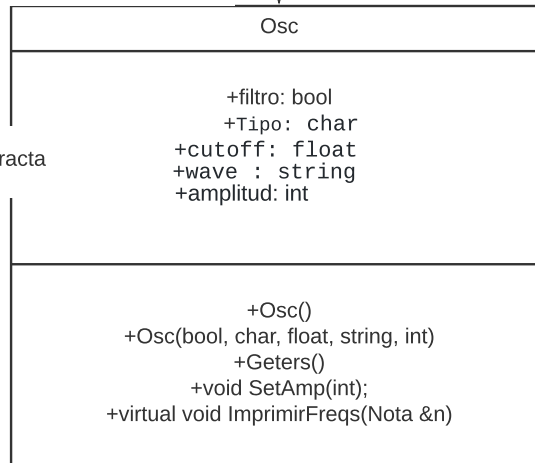 Osc
+filtro: bool
+Tipo: char
+cutoff: float
racta
+wave : string
+amplitud: int
+Osc()
+Osc(bool, char, float, string, int)
+Geters()
+void SetAmp(int);
+virtual void ImprimirFreqs(Nota &n)